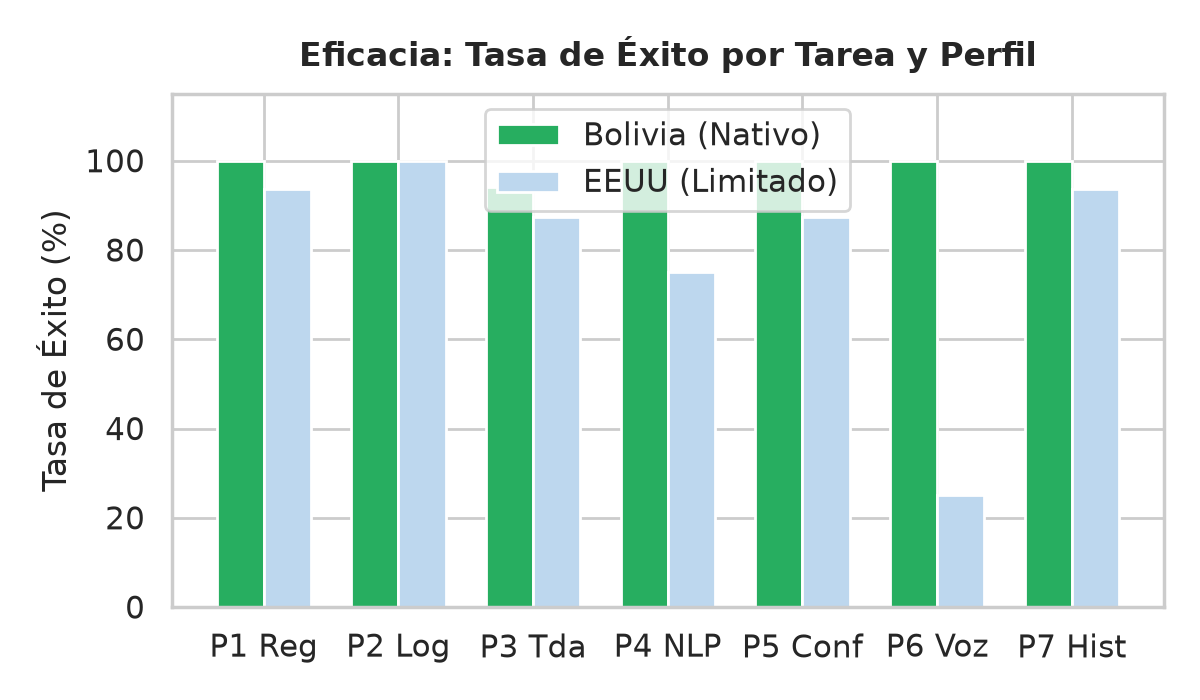 Eficacia: Tasa de Éxito por Tarea y Perfil
Bolivia (Nativo)
EEUU (Limitado)
Tasa de Éxito (%)
100
80
60
40
20
0
P1 Reg P2 Log P3 Tda P4 NLP P5 Conf P6 Voz P7 Hist